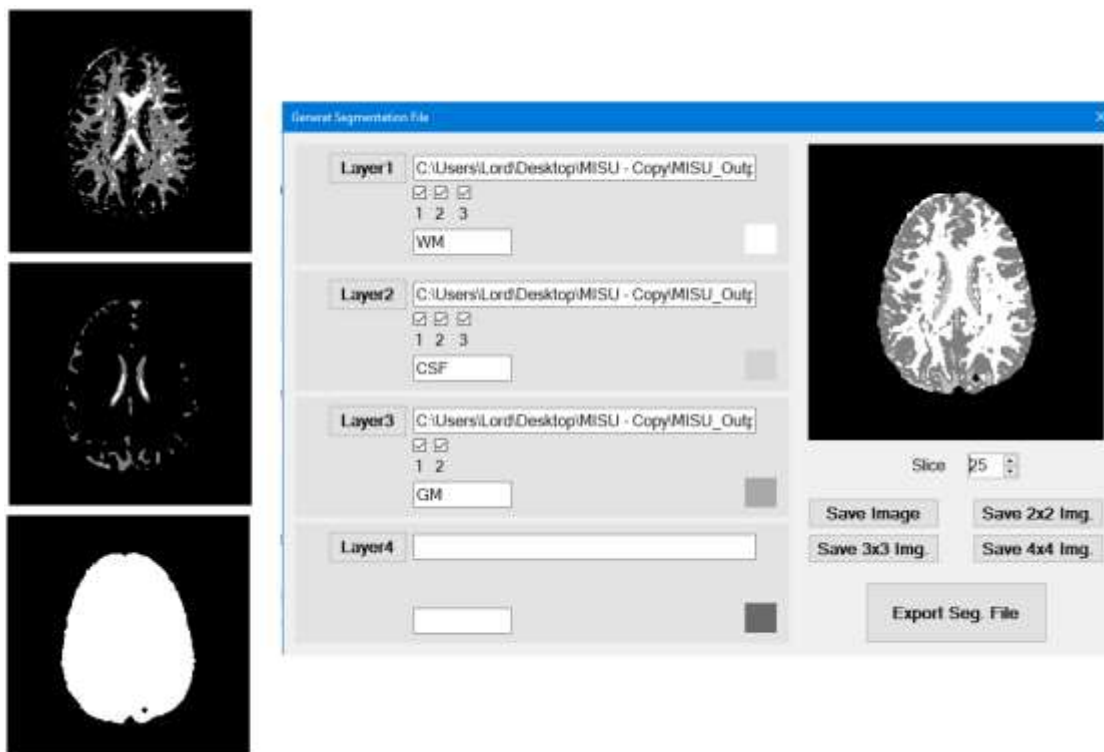 General Segmentation File
Layer1 C:\Users\Lord\Desktop\MISU - Copy\MISU_Outp
1 2 3
WM
Layer2 C:\Users\Lord\Desktop\MISU - Copy\MISU_Outp
1 2 3
CSF
Layer3 C:\Users\Lord\Desktop\MISU - Copy\MISU_Outp
1 2
GM
Layer4
Slice 25
Save Image Save 2x2 Img.
Save 3x3 Img. Save 4x4 Img.
Export Seg. File